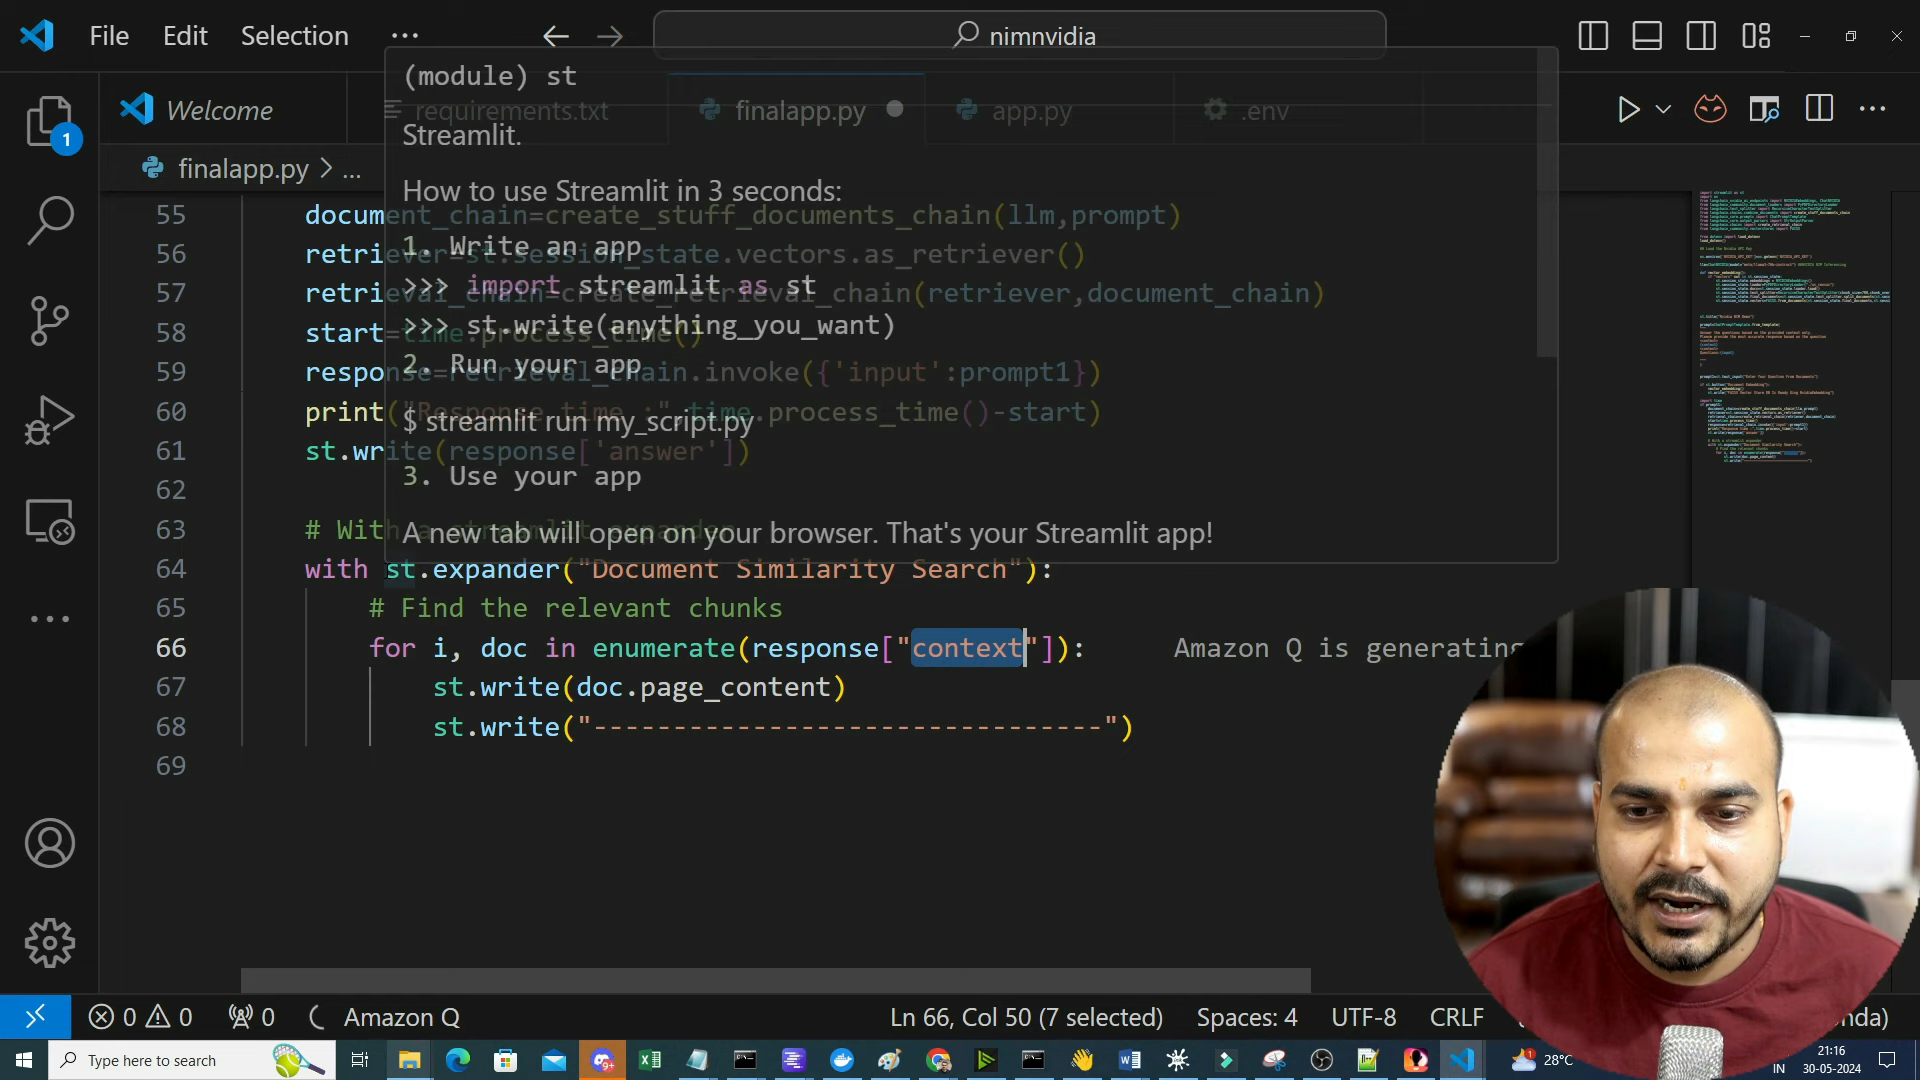 File Edit Selection ··· nimnvidia
Welcome requirements.txt finalapp.py app.py .env
1
finalapp.py > ...
(module) st
Streamlit.
How to use Streamlit in 3 seconds:
1. Write an app
>>> import streamlit as st
>>> st.write(anything_you_want)
2. Run your app
$ streamlit run my_script.py
3. Use your app
A new tab will open on your browser. That's your Streamlit app!
55 document_chain=create_stuff_documents_chain(llm,prompt)
56 retriever=st.session_state.vectors.as_retriever()
57 retrieval_chain=create_retrieval_chain(retriever,document_chain)
58 start=time.process_time()
59 response=retrieval_chain.invoke({'input':prompt1})
60 print("Response time :",time.process_time()-start)
61 st.write(response['answer'])
62
63 # With a streamlit expander
64 with st.expander("Document Similarity Search"):
65 # Find the relevant chunks
66 for i, doc in enumerate(response["context"]): Amazon Q is generating
67 st.write(doc.page_content)
68 st.write("--------------------------------")
69
0 0 0 Amazon Q Ln 66, Col 50 (7 selected) Spaces: 4 UTF-8 CRLF
Type here to search 9+ 1 28°C IN 21:16
30-05-2024